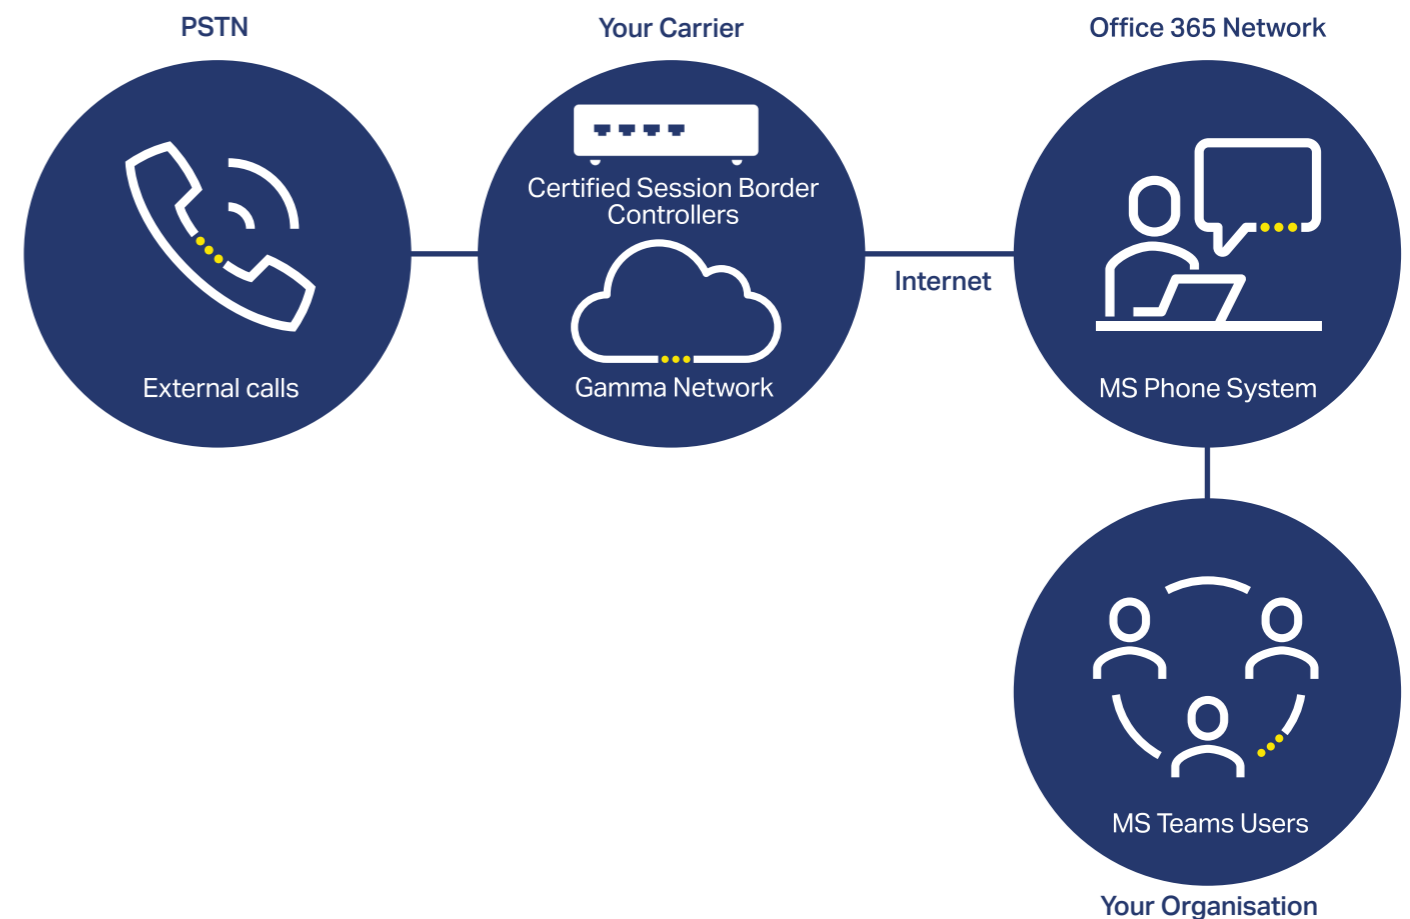 PSTN
Your Carrier
Office 365 Network
Certified Session Border
Controllers
Internet
External calls
Gamma Network
MS Phone System
MS Teams Users
Your Organisation